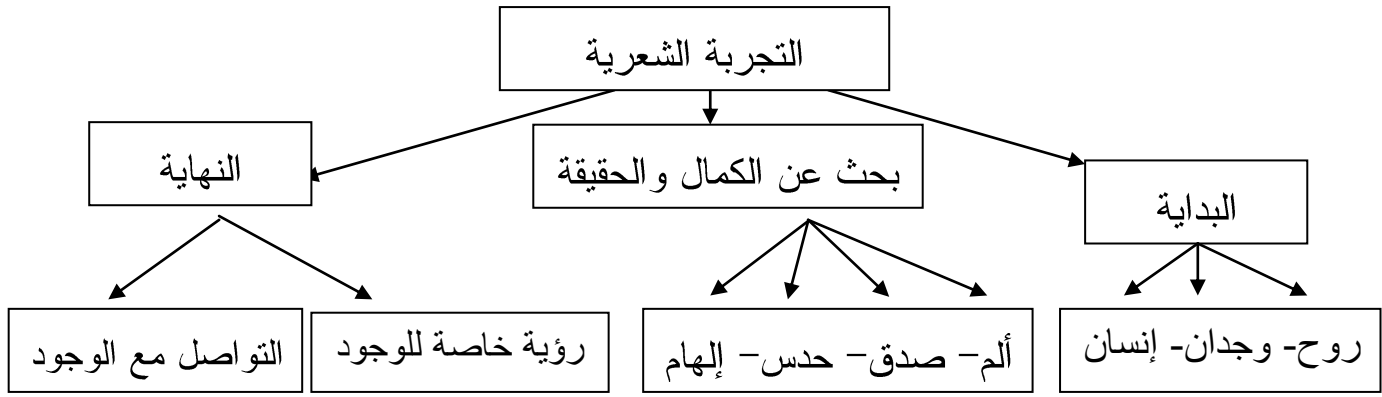 التجربة الشعرية
البداية
بحث عن الكمال والحقيقة
النهاية
روح- وجدان- إنسان
ألم– صدق– حدس– إلهام
رؤية خاصة للوجود
التواصل مع الوجود